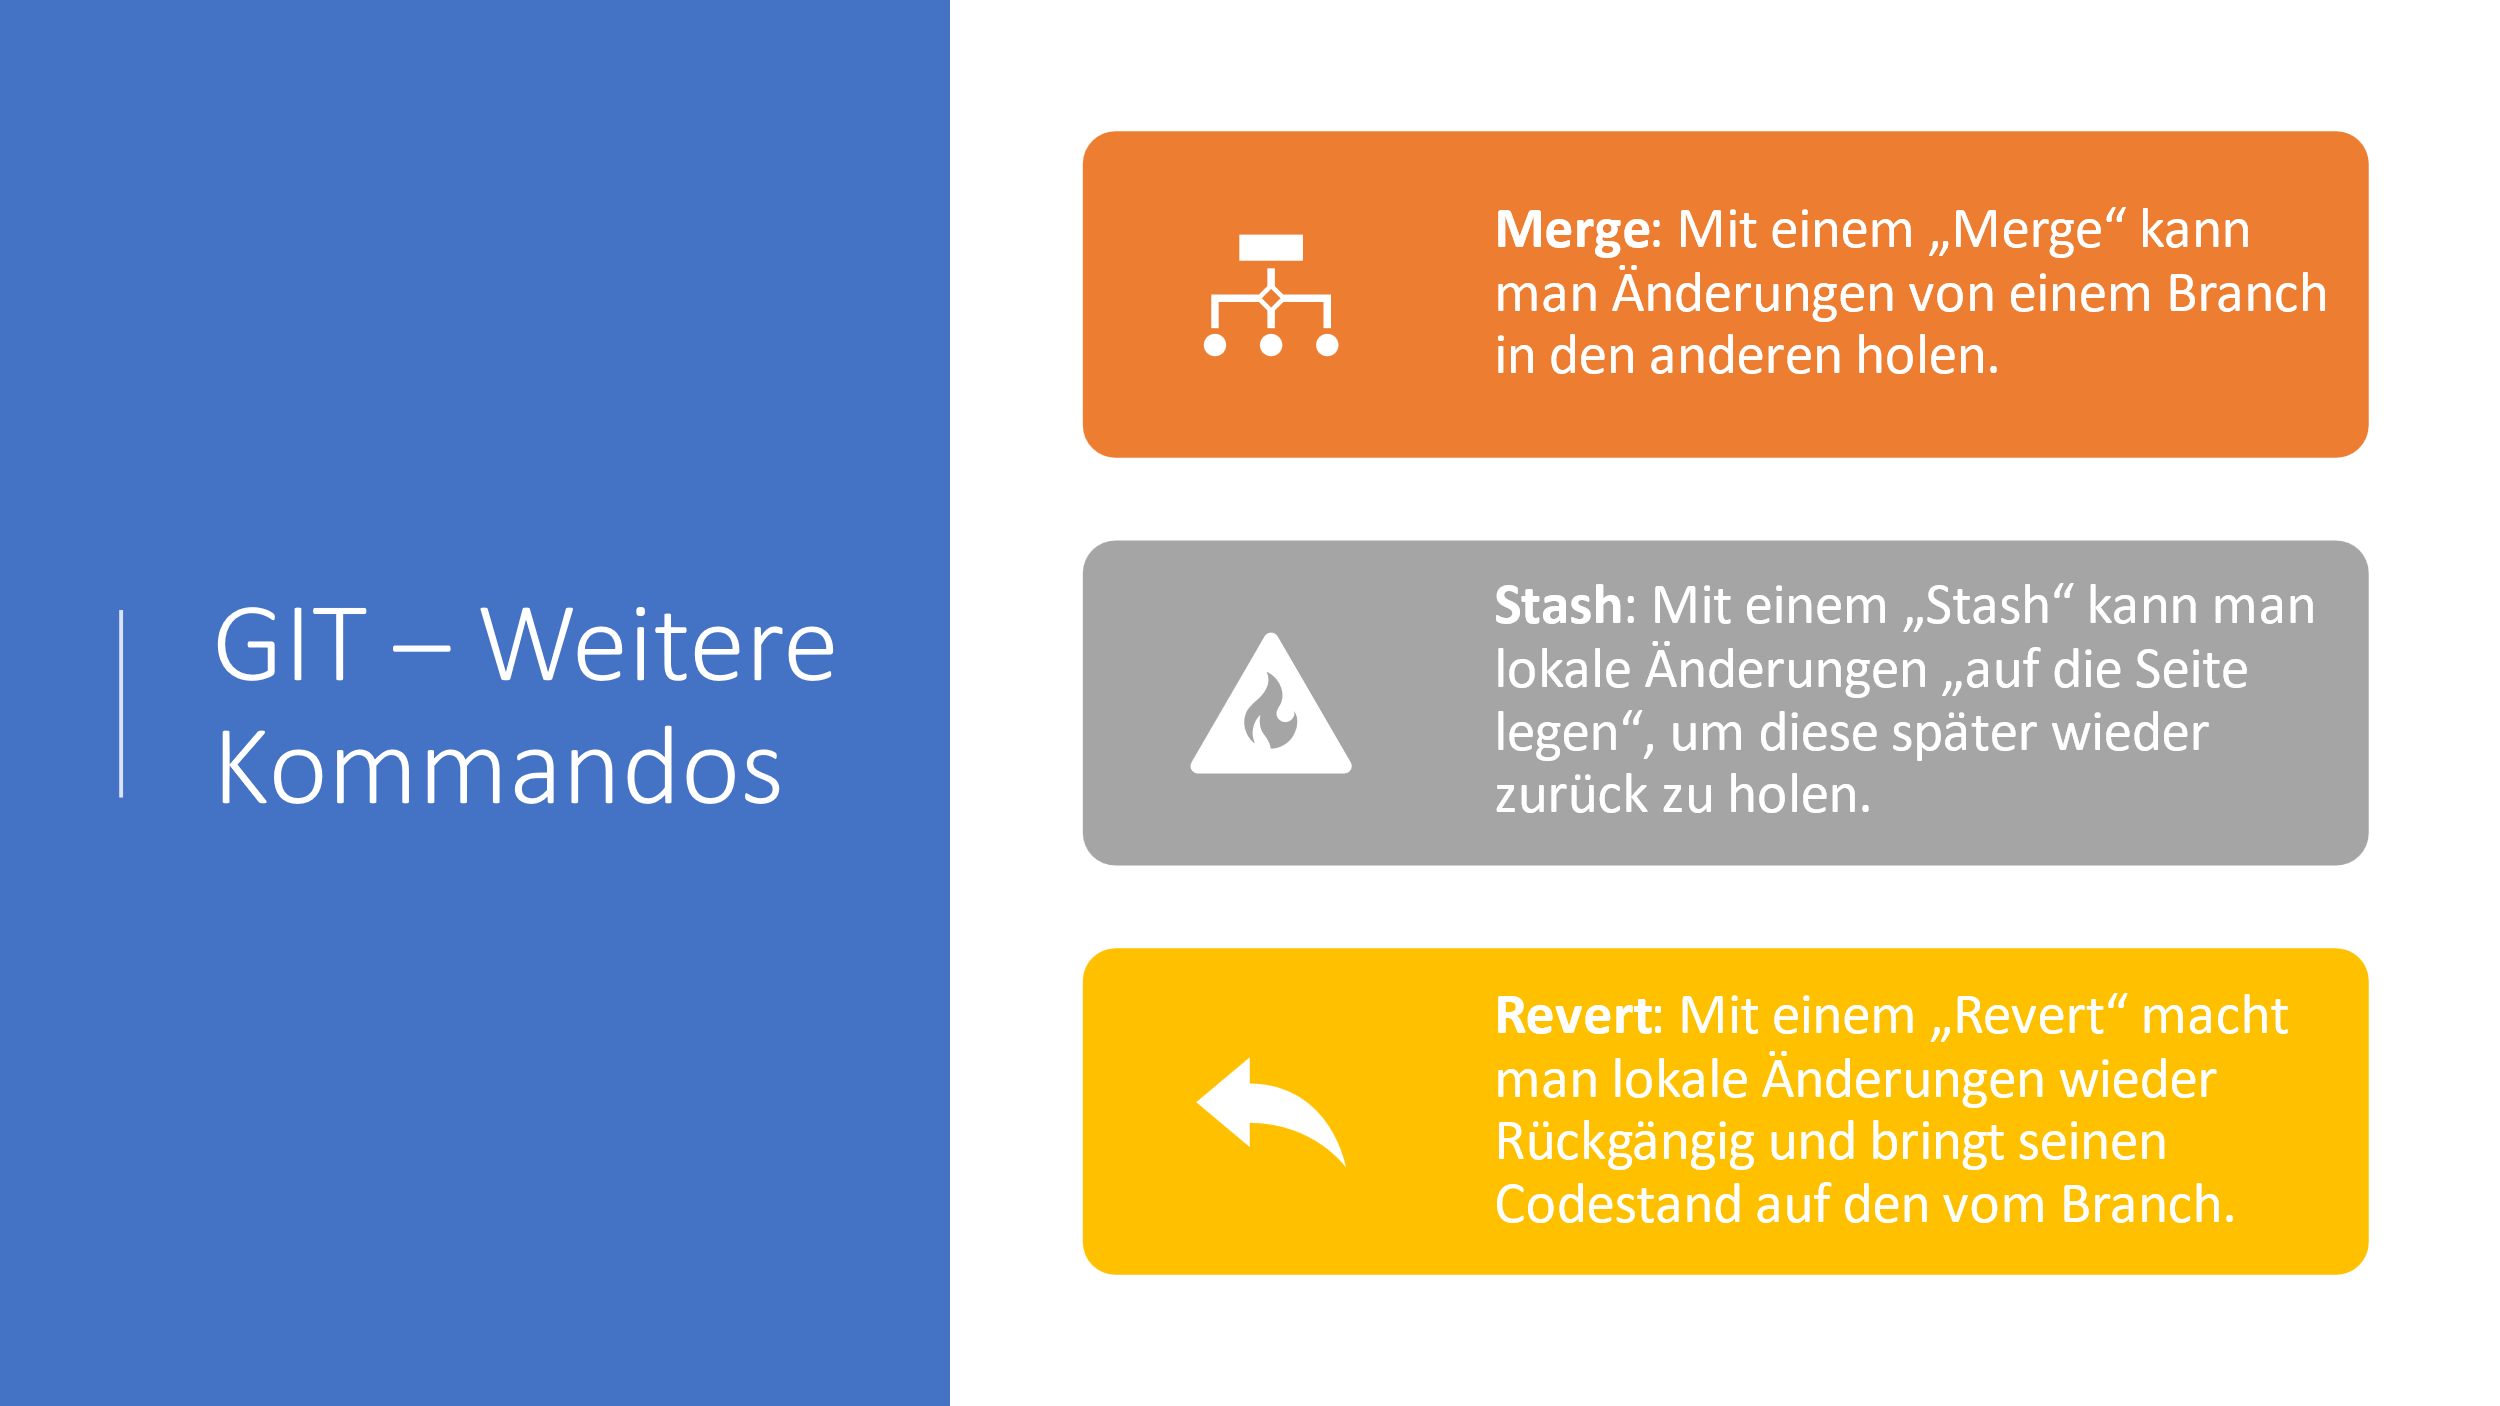 GIT – Weitere
Kommandos
Merge: Mit einem „Merge“ kann
man Änderungen von einem Branch
in den anderen holen.
Stash: Mit einem „Stash“ kann man
lokale Änderungen „auf die Seite
legen“, um diese später wieder
zurück zu holen.
Revert: Mit einem „Revert“ macht
man lokale Änderungen wieder
Rückgängig und bringt seinen
Codestand auf den vom Branch.